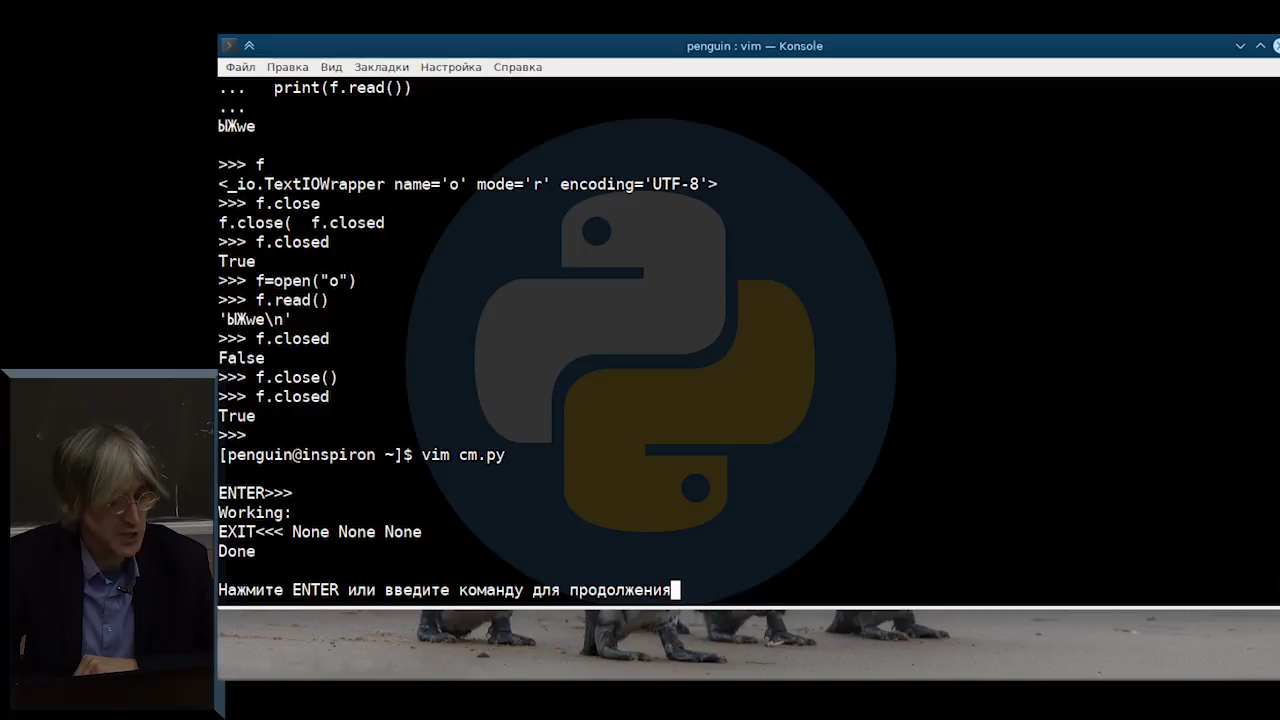 penguin : vim — Konsole
Файл Правка Вид Закладки Настройка Справка
...   print(f.read())
...
ЫЖwe
>>> f
<_io.TextIOWrapper name='o' mode='r' encoding='UTF-8'>
>>> f.close
f.close(  f.closed
>>> f.closed
True
>>> f=open("o")
>>> f.read()
'ЫЖwe\n'
>>> f.closed
False
>>> f.close()
>>> f.closed
True
>>>
[penguin@inspiron ~]$ vim cm.py
ENTER>>>
Working:
EXIT<<< None None None
Done
Нажмите ENTER или введите команду для продолжения